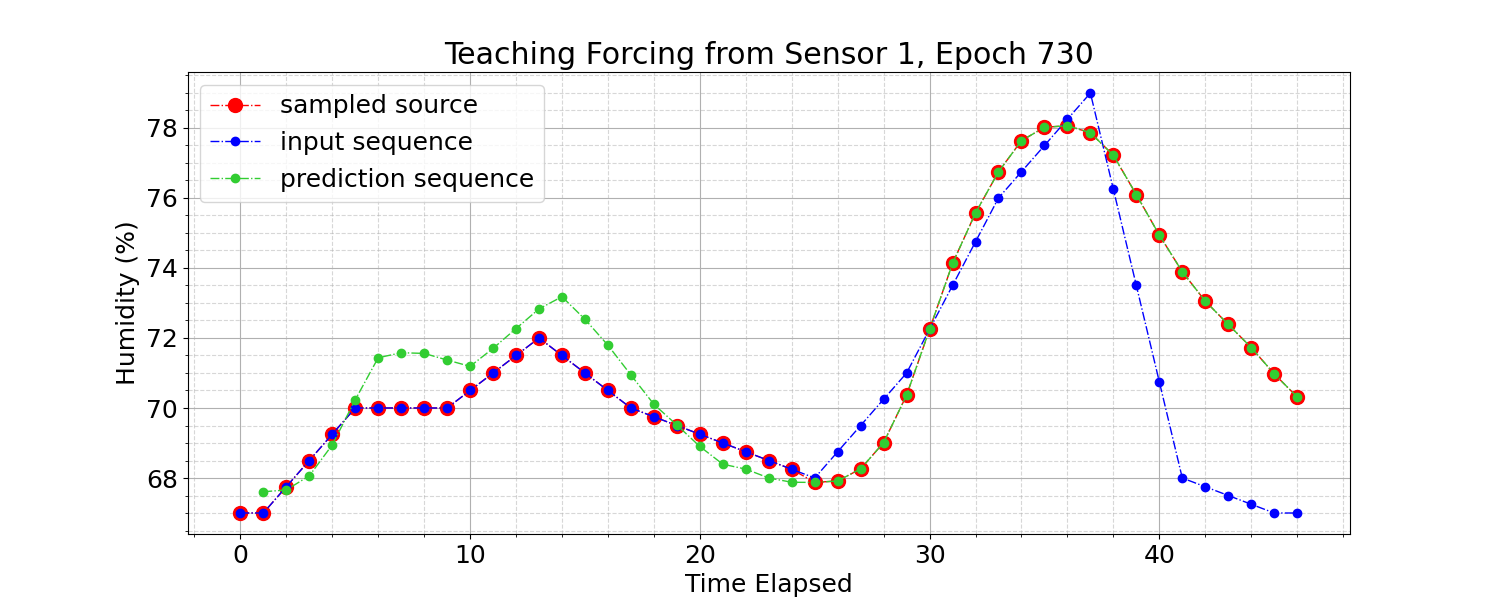 Teaching Forcing from Sensor 1, Epoch 730
sampled source
input sequence
prediction sequence
Humidity (%)
78
76
74
72
70
68
0 10 20 30 40
Time Elapsed